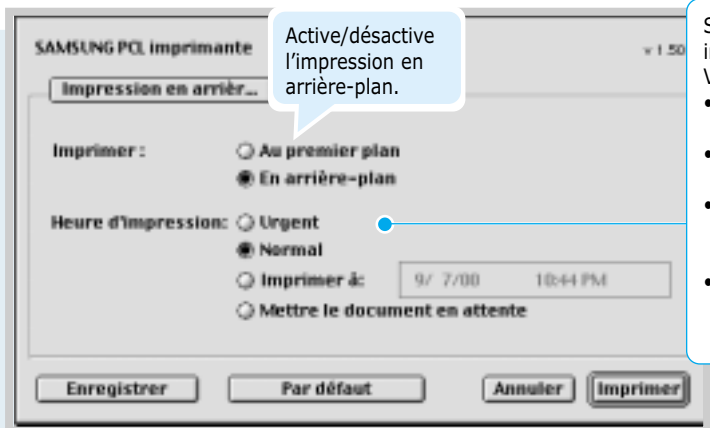 SAMSUNG PCL imprimante
v 1.50
Active/désactive
l'impression en
arrière-plan.
Impression en arrièr...
Imprimer :
Au premier plan
En arrière-plan
Heure d'impression:
Urgent
Normal
Imprimer à:
9/ 7/00 10:44 PM
Mettre le document en attente
Enregistrer
Par défaut
Annuler
Imprimer